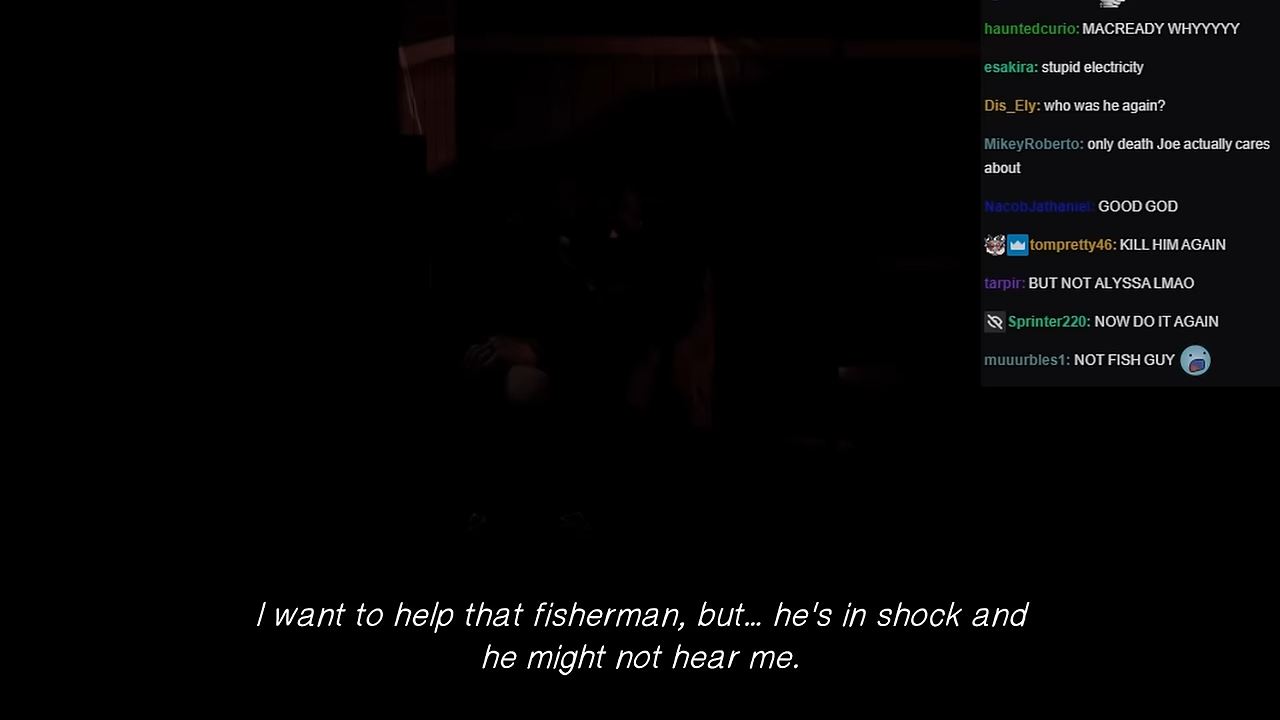 haunted­curio: MACREADY WHYYYYY
esakira: stupid electricity
Dis_Ely: who was he again?
MikeyRoberto: only death Joe actually cares
about
NacobJathaniel: GOOD GOD
tompretty46: KILL HIM AGAIN
tarpir: BUT NOT ALYSSA LMAO
Sprinter220: NOW DO IT AGAIN
muuurbles1: NOT FISH GUY
I want to help that fisherman, but... he's in shock and
he might not hear me.